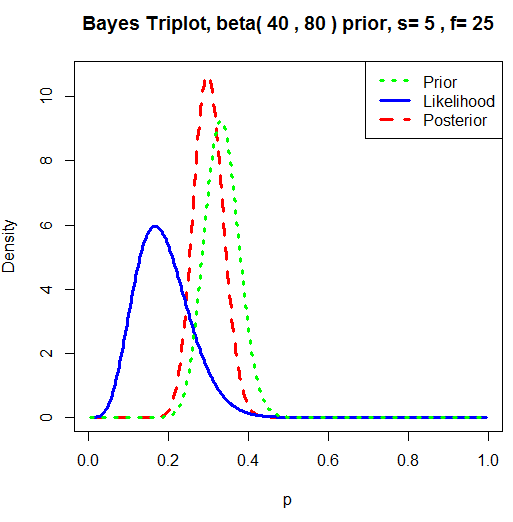 Bayes Triplot, beta( 40 , 80 ) prior, s= 5 , f= 25
Prior
Likelihood
Posterior
Density
10
8
6
4
2
0
0.0 0.2 0.4 0.6 0.8 1.0
p